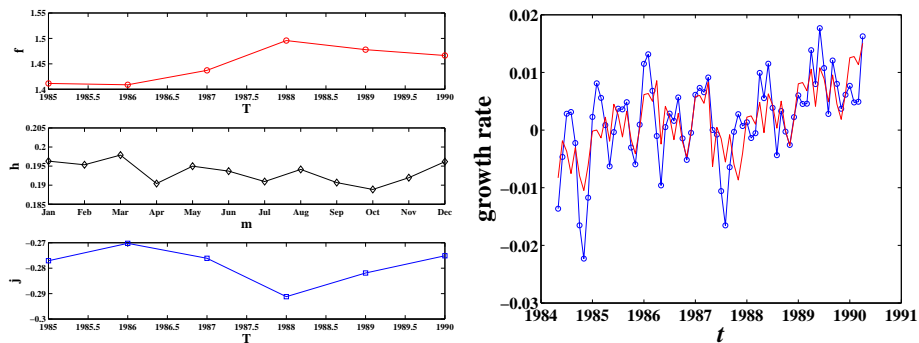 1.55
1.5
1.45
1.4
f
1985 1985.5 1986 1986.5 1987 1987.5 1988 1988.5 1989 1989.5 1990
T
0.205
0.2
0.195
0.19
0.185
h
Jan Feb Mar Apr May Jun Jul Aug Sep Oct Nov Dec
m
−0.27
−0.28
−0.29
−0.3
j
1985 1985.5 1986 1986.5 1987 1987.5 1988 1988.5 1989 1989.5 1990
T
0.02
0.01
0
−0.01
−0.02
−0.03
growth rate
1984 1985 1986 1987 1988 1989 1990 1991
t